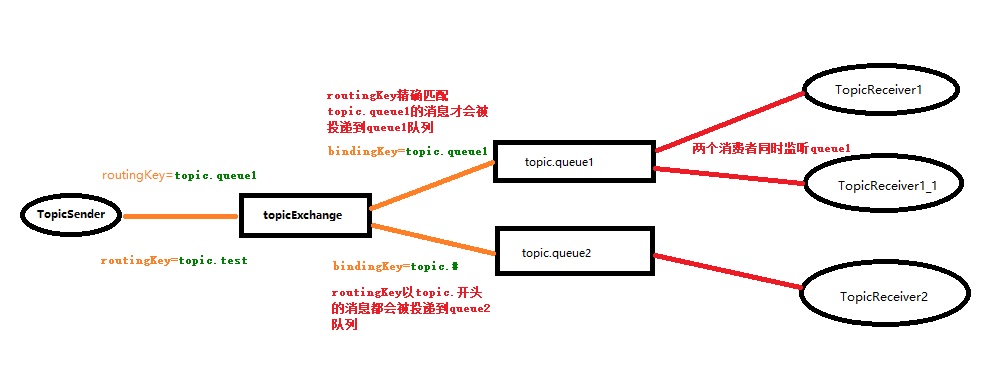 routingKey精确匹配
topic.queue1的消息才会被
投递到queue1队列
bindingKey=topic.queue1
routingKey=topic.queue1
TopicSender
topicExchange
routingKey=topic.test
bindingKey=topic.#
routingKey以topic.开头
的消息都会被投递到queue2
队列
topic.queue1
topic.queue2
两个消费者同时监听queue1
TopicReceiver1
TopicReceiver1_1
TopicReceiver2